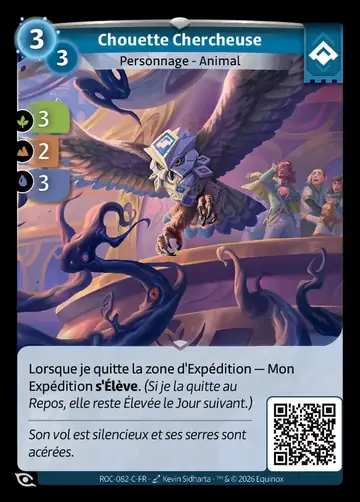 3
3
Chouette Chercheuse
Personnage - Animal
3
2
3
Lorsque je quitte la zone d'Expédition — Mon
Expédition s'Élève. (Si je la quitte au
Repos, elle reste Élevée le Jour suivant.)
Son vol est silencieux et ses serres sont
acérées.
ROC-082-C-FR - Kevin Sidharta - ™ & © 2026 Equinox